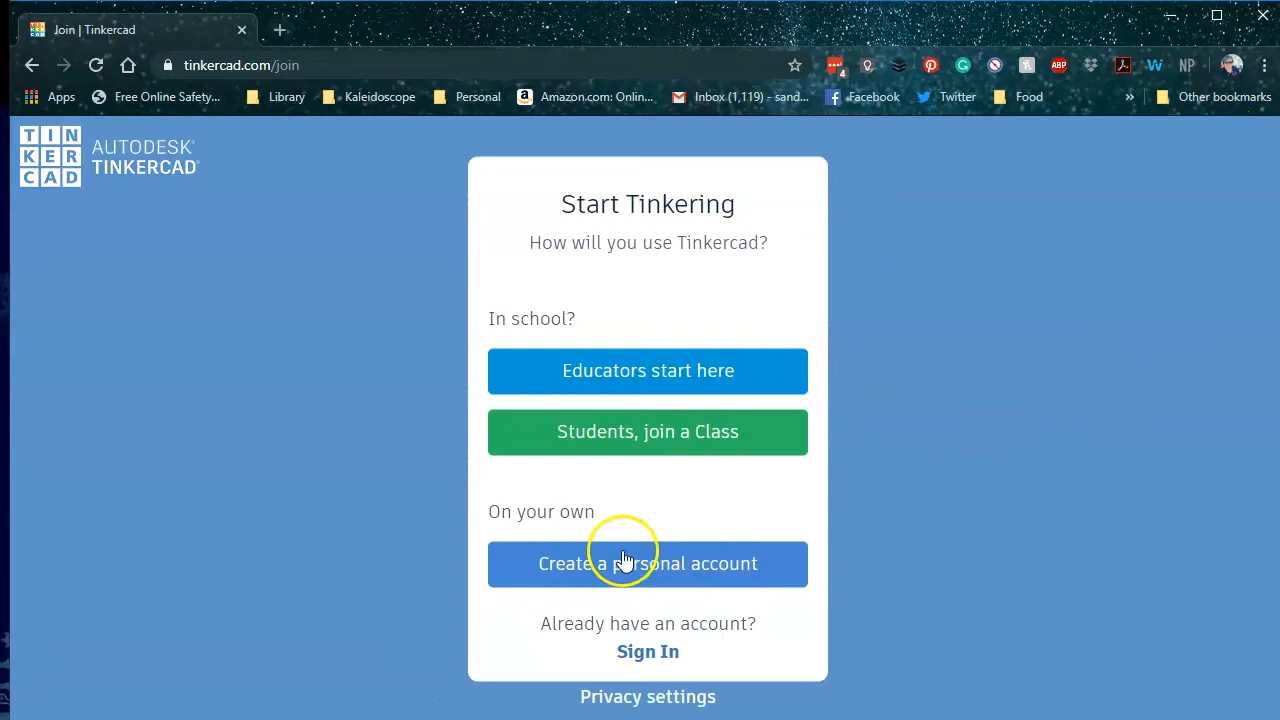 Join | Tinkercad
tinkercad.com/join
4
ABP
W
NP
Apps
Free Online Safety...
Library
Kaleidoscope
Personal
Amazon.com: Onlin...
Inbox (1,119) – sand...
Facebook
Twitter
Food
»
Other bookmarks
TIN
KER
CAD
AUTODESK®
TINKERCAD®
Start Tinkering
How will you use Tinkercad?
In school?
Educators start here
Students, join a Class
On your own
Create a personal account
Already have an account?
Sign In
Privacy settings